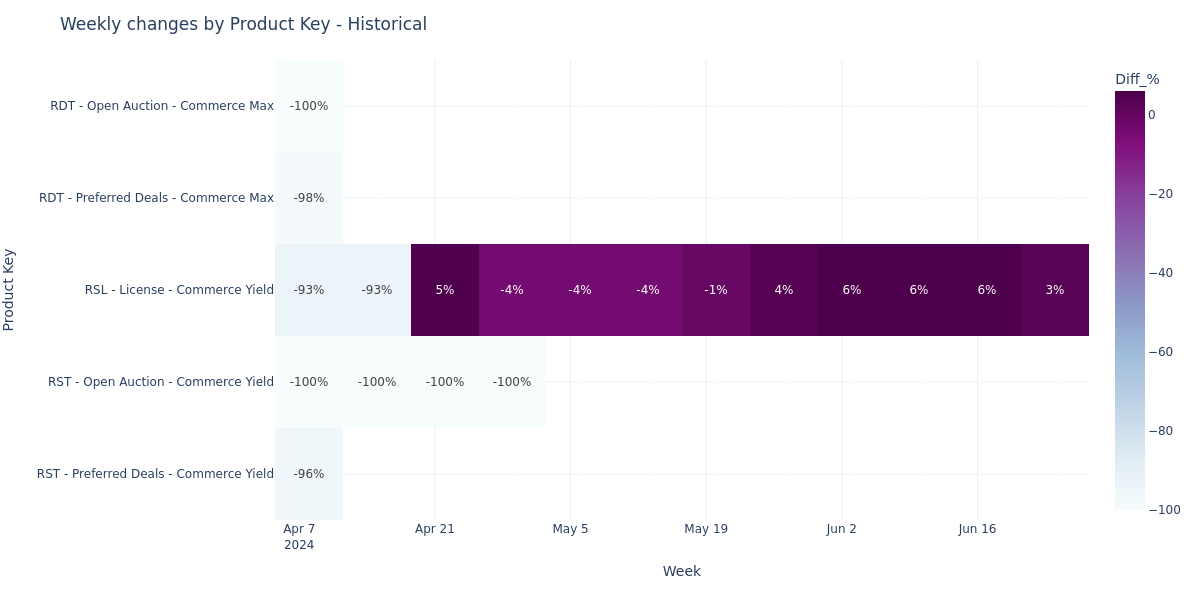 Weekly changes by Product Key - Historical
Diff_%
RDT - Open Auction - Commerce Max
-100%
RDT - Preferred Deals - Commerce Max
-98%
RSL - License - Commerce Yield
-93% -93% 5% -4% -4% -4% -1% 4% 6% 6% 6% 3%
RST - Open Auction - Commerce Yield
-100% -100% -100% -100%
RST - Preferred Deals - Commerce Yield
-96%
Product Key
Apr 7
2024
Apr 21
May 5
May 19
Jun 2
Jun 16
Week
0
−20
−40
−60
−80
−100